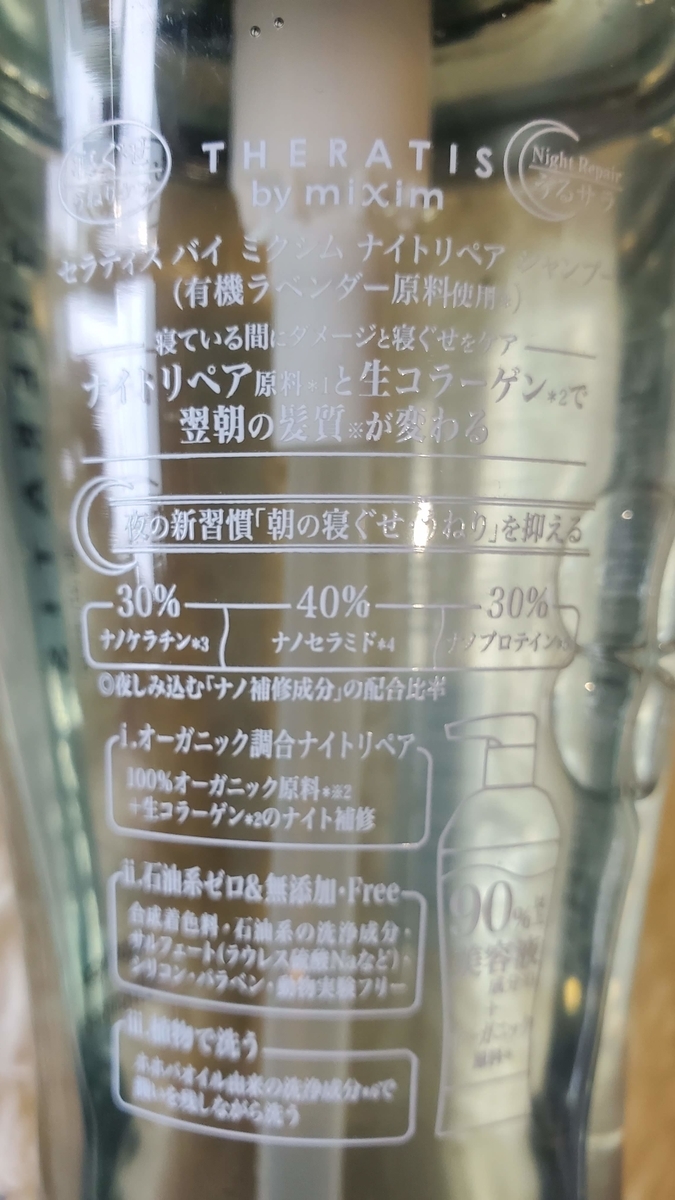 THERATIS
by mixim
Night Repair
うるサラ
セラティス バイ ミクシム ナイトリペア シャンプー
(有機ラベンダー原料使用※)
寝ている間にダメージと寝ぐせをケア
ナイトリペア原料※1と生コラーゲン※2で
翌朝の髪質※が変わる
夜の新習慣「朝の寝ぐせ・うねり」を抑える
30%
ナノケラチン※3
40%
ナノセラミド※4
30%
ナノプロテイン※5
◎夜しみ込む「ナノ補修成分」の配合比率
i.オーガニック調合ナイトリペア
100%オーガニック原料※※2
+生コラーゲン※2のナイト補修
ii.石油系ゼロ&無添加・Free
合成着色料・石油系の洗浄成分・
サルフェート(ラウレス硫酸Naなど)・
シリコン・パラベン・動物実験フリー
iii.植物で洗う
ホホバオイル由来の洗浄成分※6で
潤いを残しながら洗う
90%
美容液
+